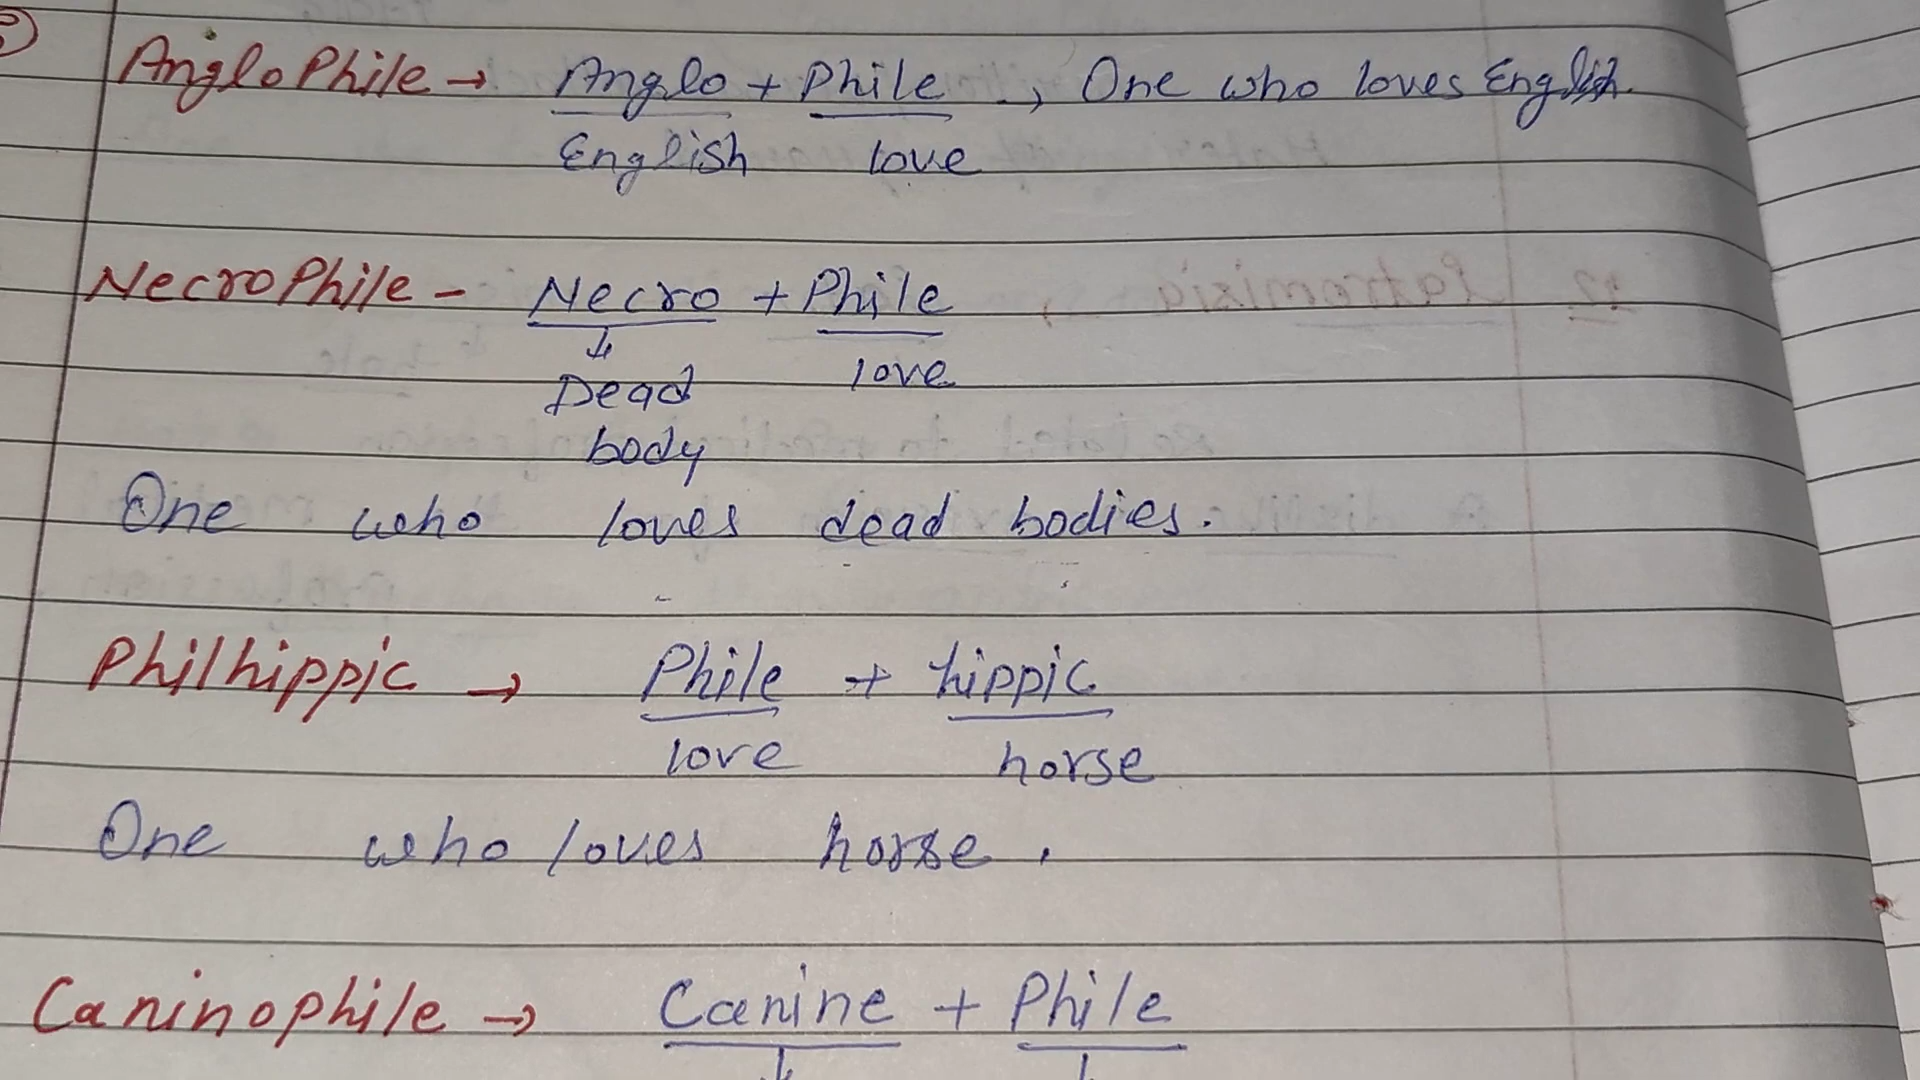 AngloPhile → Anglo + Phile , One who loves English.
English love
NecroPhile - Necro + Phile
Dead love
body
One who loves dead bodies.
Philhippic → Phile + hippic
love horse
One who loves horse.
Caninophile → Canine + Phile